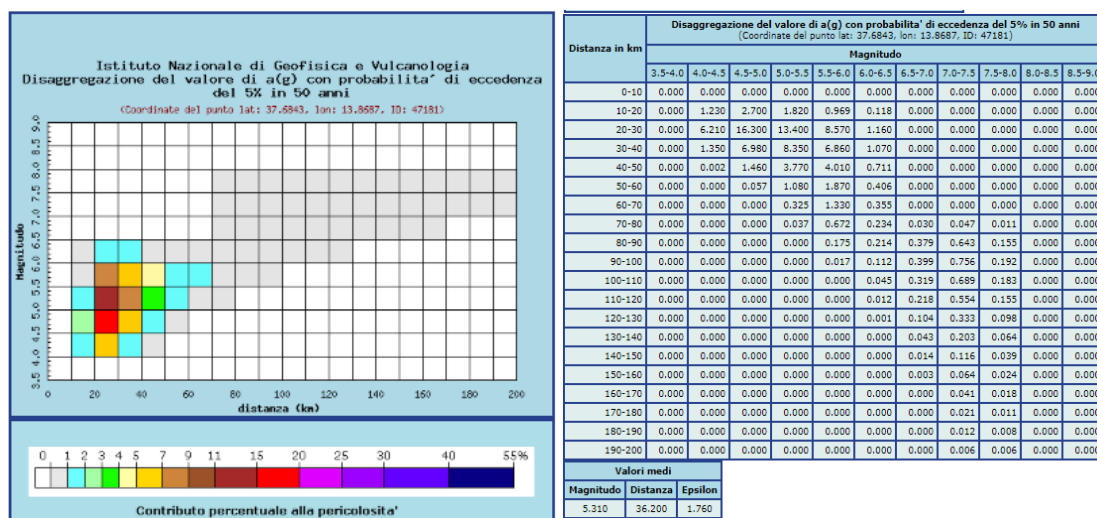 Istituto Nazionale di Geofisica e Vulcanologia
Disaggregazione del valore di a(g) con probabilita' di eccedenza
del 5% in 50 anni
(Coordinate del punto lat: 37.6843, lon: 13.8687, ID: 47181)
9.0
8.5
8.0
7.5
7.0
6.5
6.0
5.5
5.0
4.5
4.0
3.5
Magnitudo
0 20 40 60 80 100 120 140 160 180 200
distanza (km)
0 1 2 3 4 5 7 9 11 15 20 25 30 40 55%
Contributo percentuale alla pericolosita'
Disaggregazione del valore di a(g) con probabilita' di eccedenza del 5% in 50 anni
(Coordinate del punto lat: 37.6843, lon: 13.8687, ID: 47181)
Distanza in km
Magnitudo
3.5-4.0 4.0-4.5 4.5-5.0 5.0-5.5 5.5-6.0 6.0-6.5 6.5-7.0 7.0-7.5 7.5-8.0 8.0-8.5 8.5-9.0
0-10 0.000 0.000 0.000 0.000 0.000 0.000 0.000 0.000 0.000 0.000 0.000
10-20 0.000 1.230 2.700 1.820 0.969 0.118 0.000 0.000 0.000 0.000 0.000
20-30 0.000 6.210 16.300 13.400 8.570 1.160 0.000 0.000 0.000 0.000 0.000
30-40 0.000 1.350 6.980 8.350 6.860 1.070 0.000 0.000 0.000 0.000 0.000
40-50 0.000 0.002 1.460 3.770 4.010 0.711 0.000 0.000 0.000 0.000 0.000
50-60 0.000 0.000 0.057 1.080 1.870 0.406 0.000 0.000 0.000 0.000 0.000
60-70 0.000 0.000 0.000 0.325 1.330 0.355 0.000 0.000 0.000 0.000 0.000
70-80 0.000 0.000 0.000 0.037 0.672 0.234 0.030 0.047 0.011 0.000 0.000
80-90 0.000 0.000 0.000 0.000 0.175 0.214 0.379 0.643 0.155 0.000 0.000
90-100 0.000 0.000 0.000 0.000 0.017 0.112 0.399 0.756 0.192 0.000 0.000
100-110 0.000 0.000 0.000 0.000 0.000 0.045 0.319 0.689 0.183 0.000 0.000
110-120 0.000 0.000 0.000 0.000 0.000 0.012 0.218 0.554 0.155 0.000 0.000
120-130 0.000 0.000 0.000 0.000 0.000 0.001 0.104 0.333 0.098 0.000 0.000
130-140 0.000 0.000 0.000 0.000 0.000 0.000 0.043 0.203 0.064 0.000 0.000
140-150 0.000 0.000 0.000 0.000 0.000 0.000 0.014 0.116 0.039 0.000 0.000
150-160 0.000 0.000 0.000 0.000 0.000 0.000 0.003 0.064 0.024 0.000 0.000
160-170 0.000 0.000 0.000 0.000 0.000 0.000 0.000 0.041 0.018 0.000 0.000
170-180 0.000 0.000 0.000 0.000 0.000 0.000 0.000 0.021 0.011 0.000 0.000
180-190 0.000 0.000 0.000 0.000 0.000 0.000 0.000 0.012 0.008 0.000 0.000
190-200 0.000 0.000 0.000 0.000 0.000 0.000 0.000 0.006 0.006 0.000 0.000
Valori medi
Magnitudo Distanza Epsilon
5.310 36.200 1.760